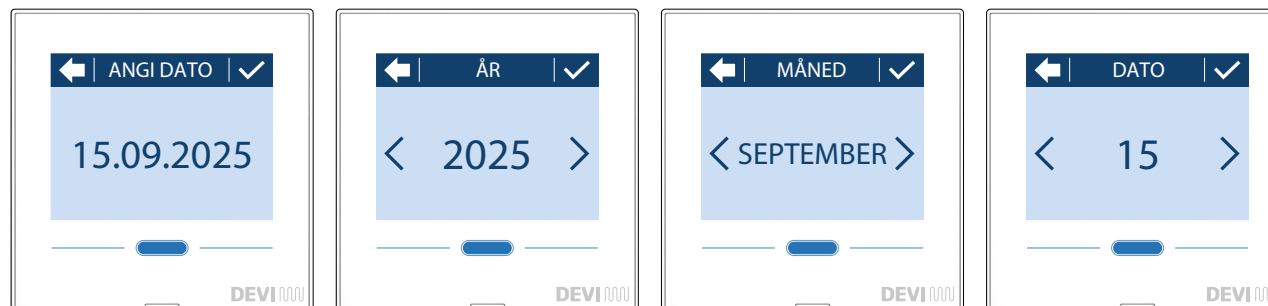 ANGI DATO
15.09.2025
DEVI
ÅR
2025
DEVI
MÅNED
SEPTEMBER
DEVI
DATO
15
DEVI